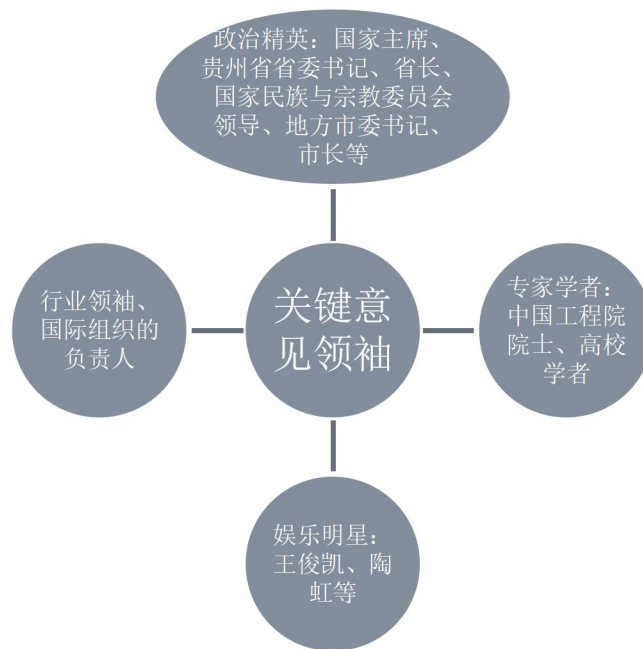 政治精英：国家主席、
贵州省省委书记、省长、
国家民族与宗教委员会
领导、地方市委书记、
市长等
行业领袖、
国际组织的
负责人
关键意
见领袖
专家学者：
中国工程院
院士、高校
学者
娱乐明星：
王俊凯、陶
虹等